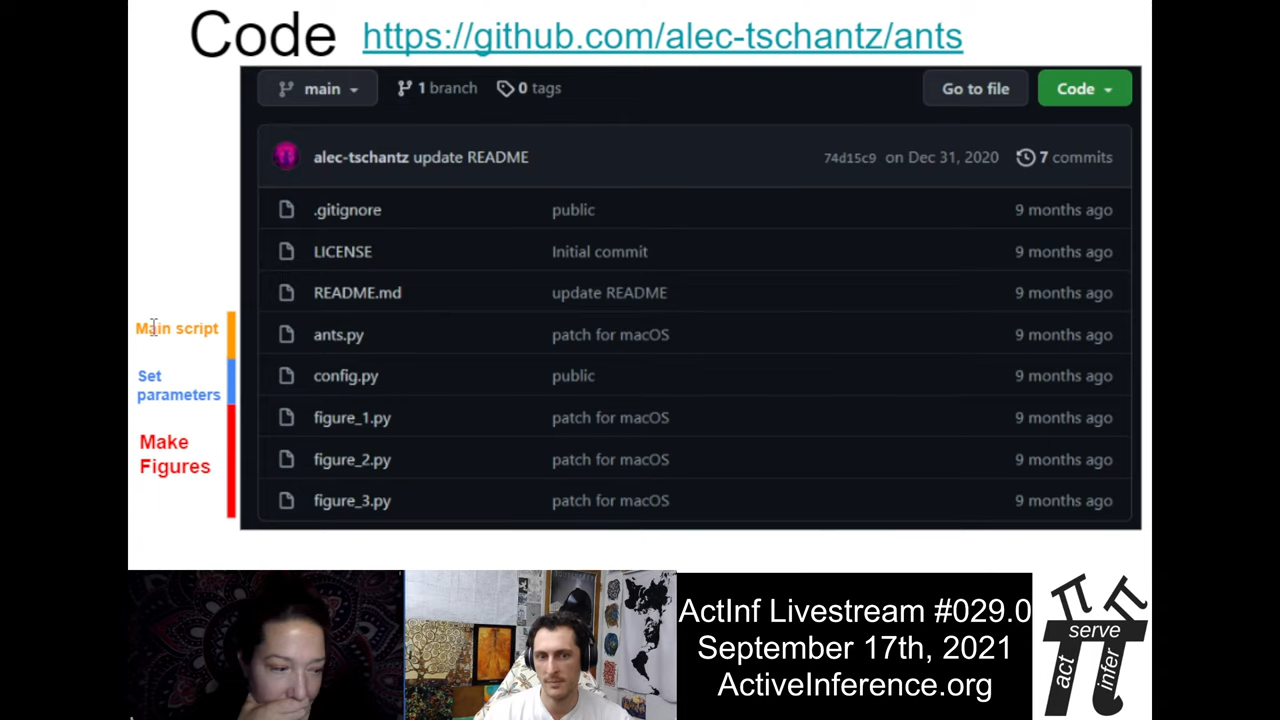 Code https://github.com/alec-tschantz/ants
main 1 branch 0 tags Go to file Code
alec-tschantz update README 74d15c9 on Dec 31, 2020 7 commits
.gitignore public 9 months ago
LICENSE Initial commit 9 months ago
README.md update README 9 months ago
Main script
ants.py patch for macOS 9 months ago
Set
parameters
config.py public 9 months ago
Make
Figures
figure_1.py patch for macOS 9 months ago
figure_2.py patch for macOS 9 months ago
figure_3.py patch for macOS 9 months ago
ActInf Livestream #029.0
September 17th, 2021
ActiveInference.org
serve
act
infer